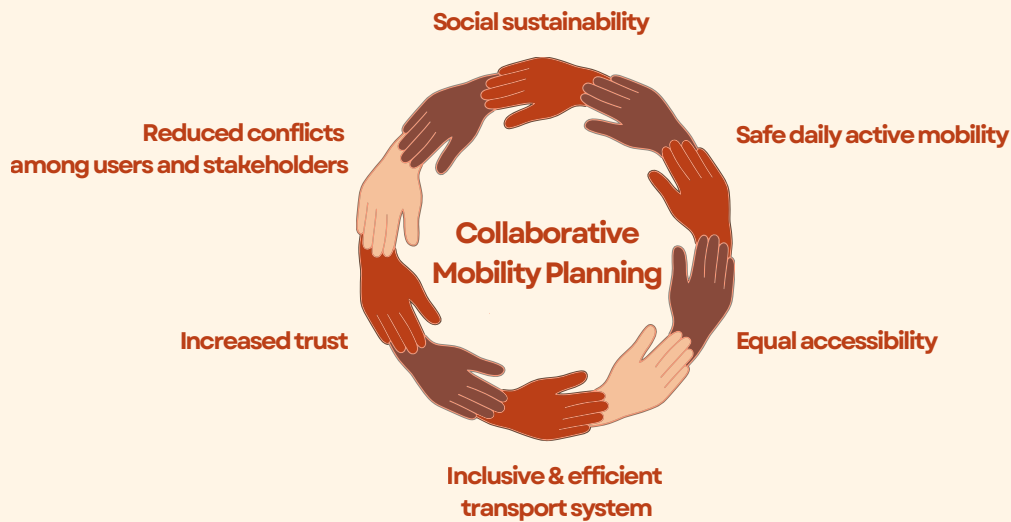 Social sustainability
Reduced conflicts
among users and stakeholders
Safe daily active mobility
Collaborative
Mobility Planning
Increased trust
Equal accessibility
Inclusive & efficient
transport system